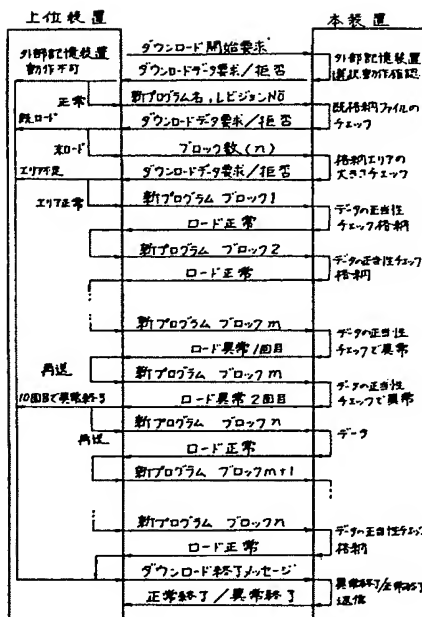 上位装置
本装置
ダウンロード開始要求
外部記憶装置
動作不可
外部記憶装置
選択,動作確認
ダウンロードデータ要求/拒否
正常
新プログラム名,レビジョンNo
既格納ファイルの
チェック
既ロード
ダウンロードデータ要求/拒否
未ロード
ブロック数(n)
格納エリアの
大きさチェック
エリア不足
ダウンロードデータ要求/拒否
エリア正常
新プログラム ブロック1
データの正当性
チェック格納
ロード正常
新プログラム ブロック2
データの正当性チェック
格納
ロード正常
新プログラム ブロックm
データの正当性
チェックで異常
ロード異常1回目
再送
新プログラム ブロックm
データの正当性
チェックで異常
10回目で異常終了
ロード異常2回目
再送
新プログラム ブロックn
データ
ロード正常
新プログラム ブロックm+1
新プログラム ブロックn
データの正当性チェック
格納
ロード正常
ダウンロード終了メッセージ
異常終了/正常終了
返信
正常終了/異常終了